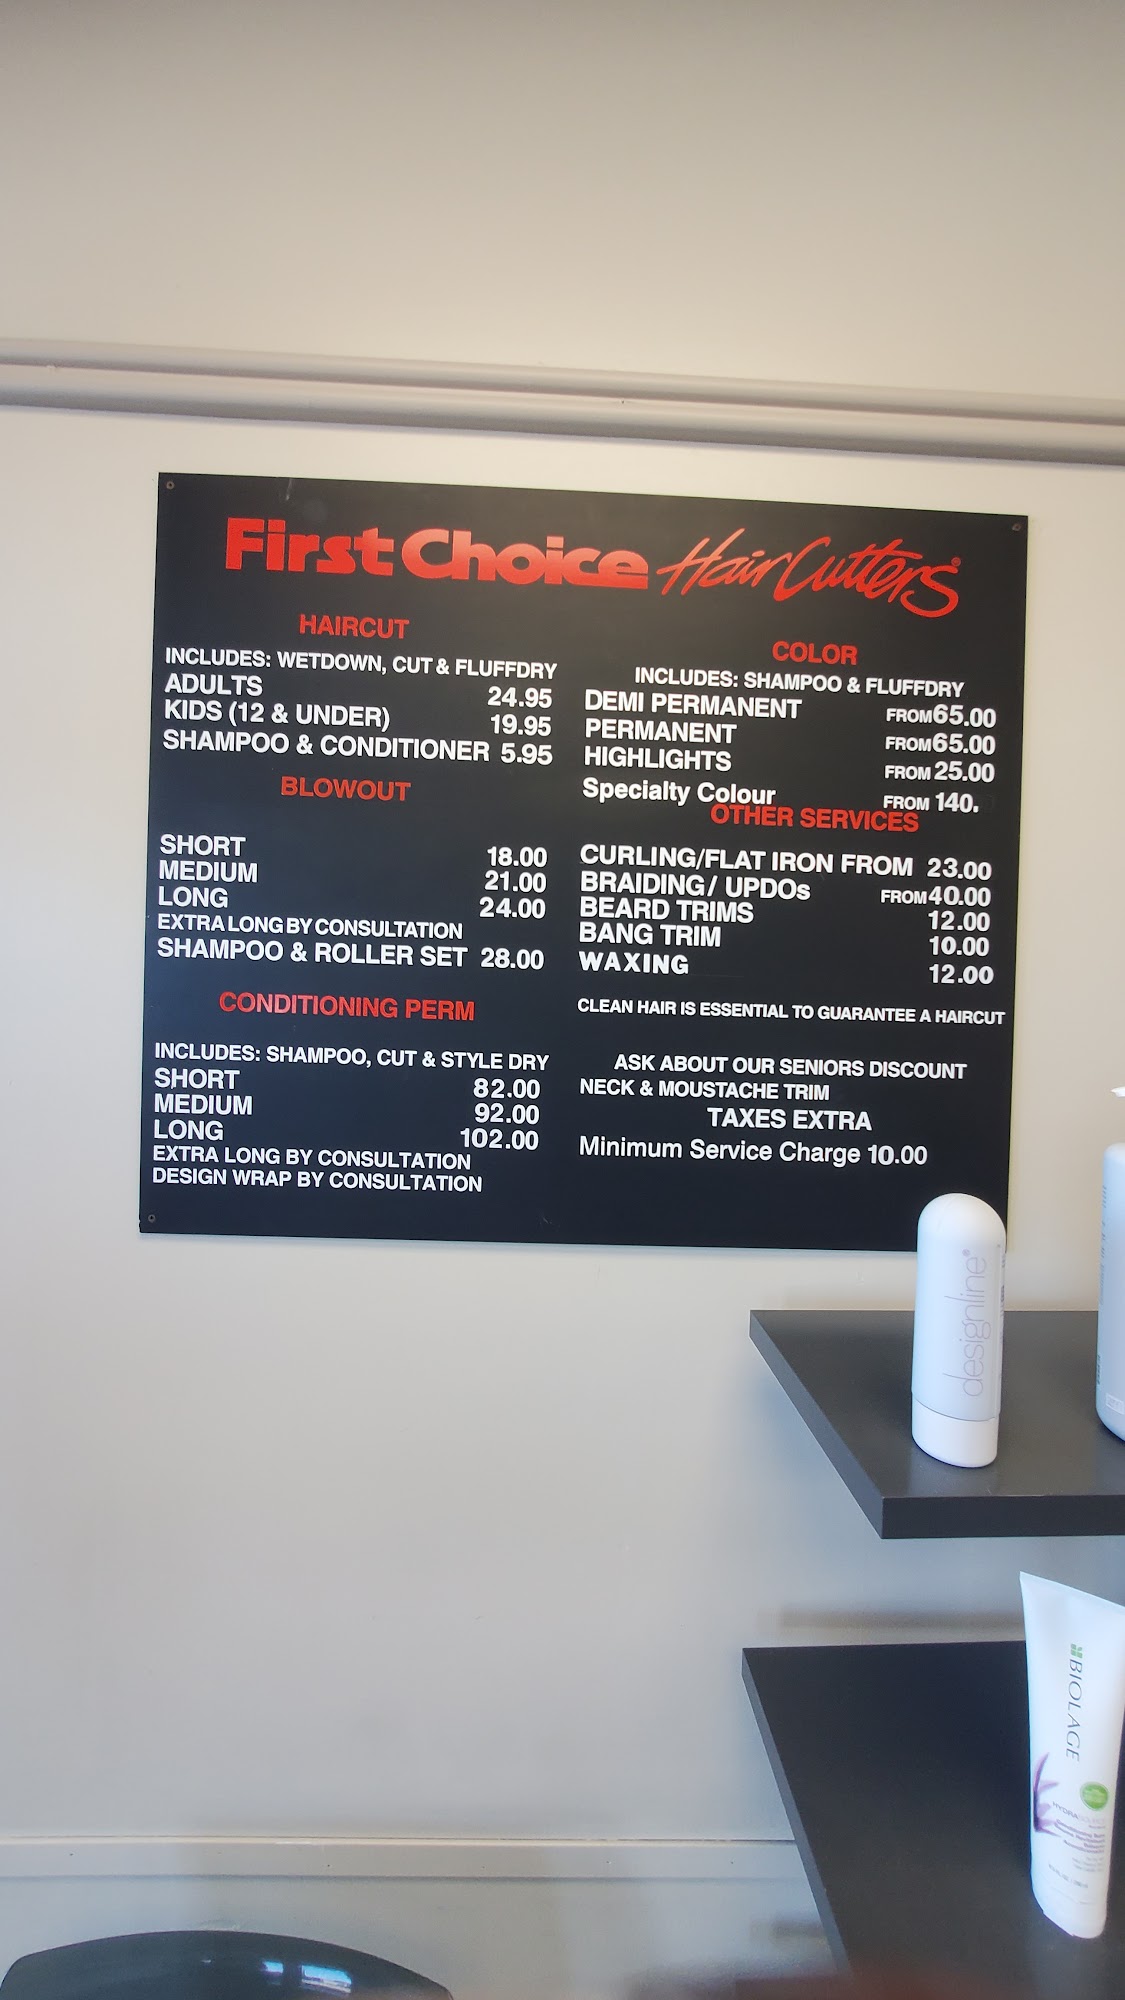 First Choice Hair Cutters®
HAIRCUT
INCLUDES: WETDOWN, CUT & FLUFFDRY
ADULTS 24.95
KIDS (12 & UNDER) 19.95
SHAMPOO & CONDITIONER 5.95
BLOWOUT
SHORT 18.00
MEDIUM 21.00
LONG 24.00
EXTRA LONG BY CONSULTATION
SHAMPOO & ROLLER SET 28.00
CONDITIONING PERM
INCLUDES: SHAMPOO, CUT & STYLE DRY
SHORT 82.00
MEDIUM 92.00
LONG 102.00
EXTRA LONG BY CONSULTATION
DESIGN WRAP BY CONSULTATION
COLOR
INCLUDES: SHAMPOO & FLUFFDRY
DEMI PERMANENT FROM 65.00
PERMANENT FROM 65.00
HIGHLIGHTS FROM 25.00
Specialty Colour FROM 140.
OTHER SERVICES
CURLING/FLAT IRON FROM 23.00
BRAIDING / UPDOs FROM 40.00
BEARD TRIMS 12.00
BANG TRIM 10.00
WAXING 12.00
CLEAN HAIR IS ESSENTIAL TO GUARANTEE A HAIRCUT
ASK ABOUT OUR SENIORS DISCOUNT
NECK & MOUSTACHE TRIM
TAXES EXTRA
Minimum Service Charge 10.00
designline®
BIOLAGE
HYDRASOURCE